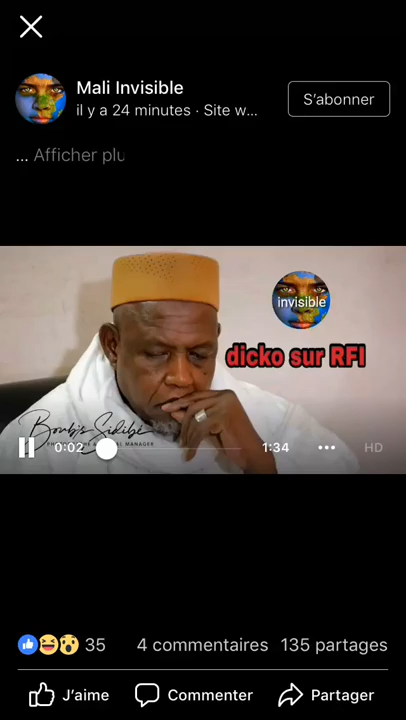 Mali Invisible
S'abonner
il y a 24 minutes · Site w...
... Afficher plu
invisible
dicko sur RFI
Boub's Sidibé
0:02
1:34
HD
35
4 commentaires
135 partages
J'aime
Commenter
Partager